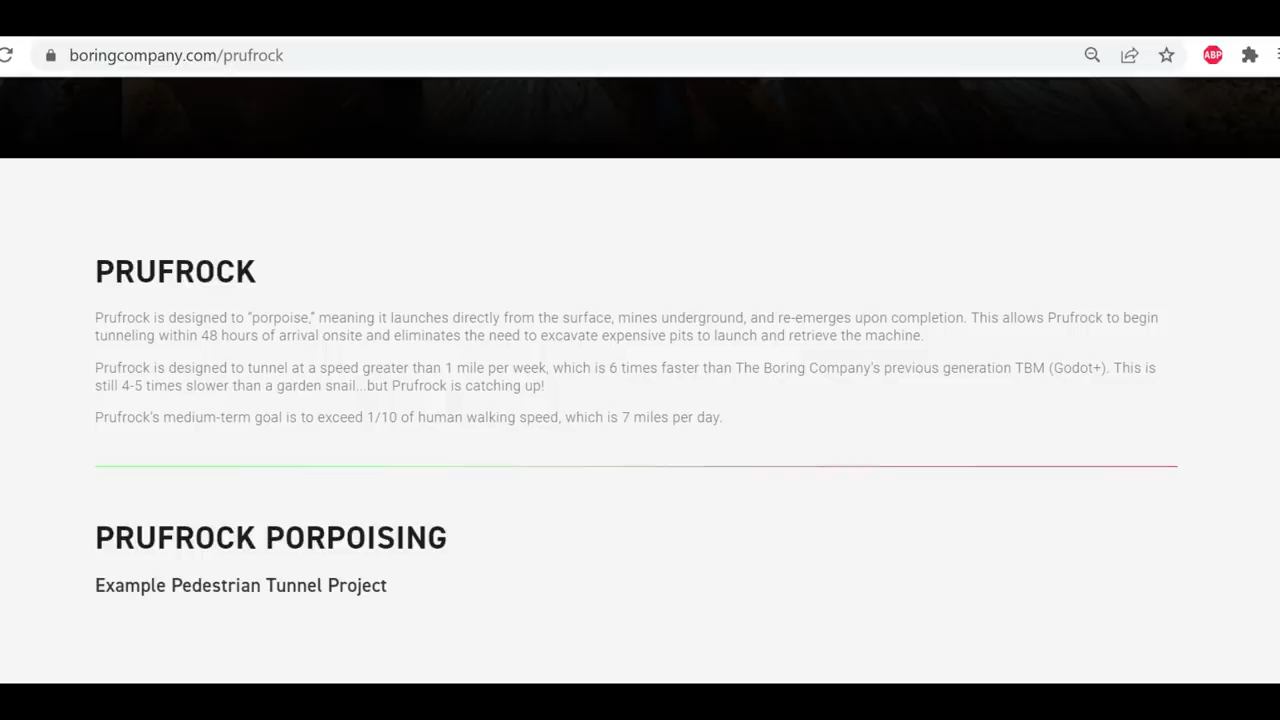 boringcompany.com/prufrock
ABP
PRUFROCK
Prufrock is designed to “porpoise,” meaning it launches directly from the surface, mines underground, and re-emerges upon completion. This allows Prufrock to begin
tunneling within 48 hours of arrival onsite and eliminates the need to excavate expensive pits to launch and retrieve the machine.
Prufrock is designed to tunnel at a speed greater than 1 mile per week, which is 6 times faster than The Boring Company's previous generation TBM (Godot+). This is
still 4-5 times slower than a garden snail...but Prufrock is catching up!
Prufrock's medium-term goal is to exceed 1/10 of human walking speed, which is 7 miles per day.
PRUFROCK PORPOISING
Example Pedestrian Tunnel Project